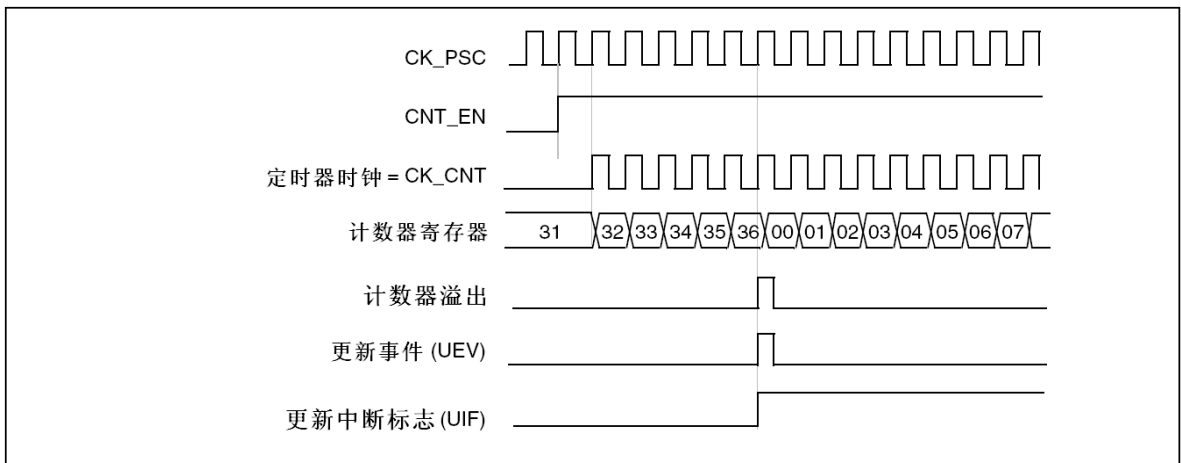 CK_PSC
CNT_EN
定时器时钟 = CK_CNT
计数器寄存器 31 32 33 34 35 36 00 01 02 03 04 05 06 07
计数器溢出
更新事件 (UEV)
更新中断标志 (UIF)